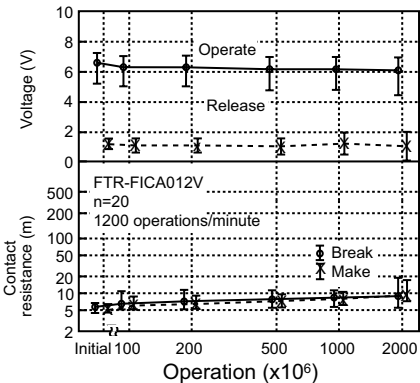 10
8
6
4
2
0
Voltage (V)
Operate
Release
FTR-FICA012V
n=20
1200 operations/minute
500
200
100
50
20
10
5
2
Contact
resistance (m)
Break
Make
Initial 100 200 500 1000 2000
Operation (x10⁶)